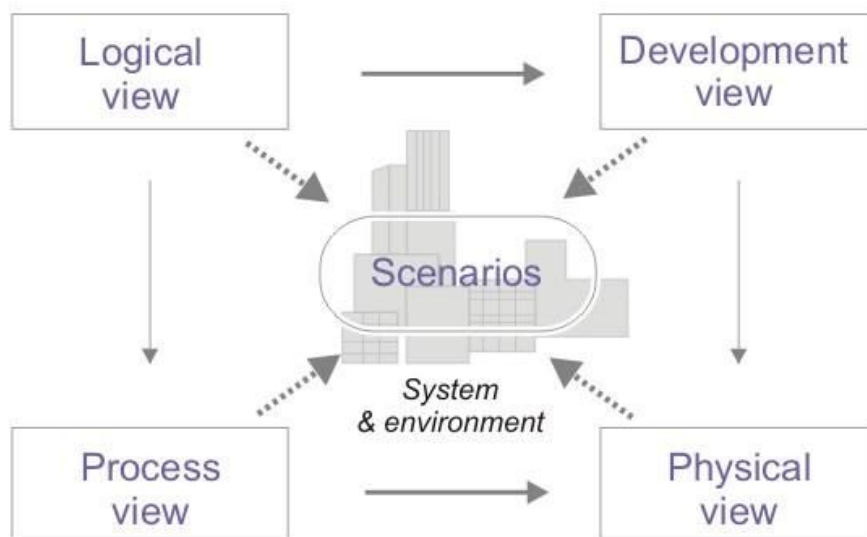 Logical
view
Development
view
Scenarios
System
& environment
Process
view
Physical
view